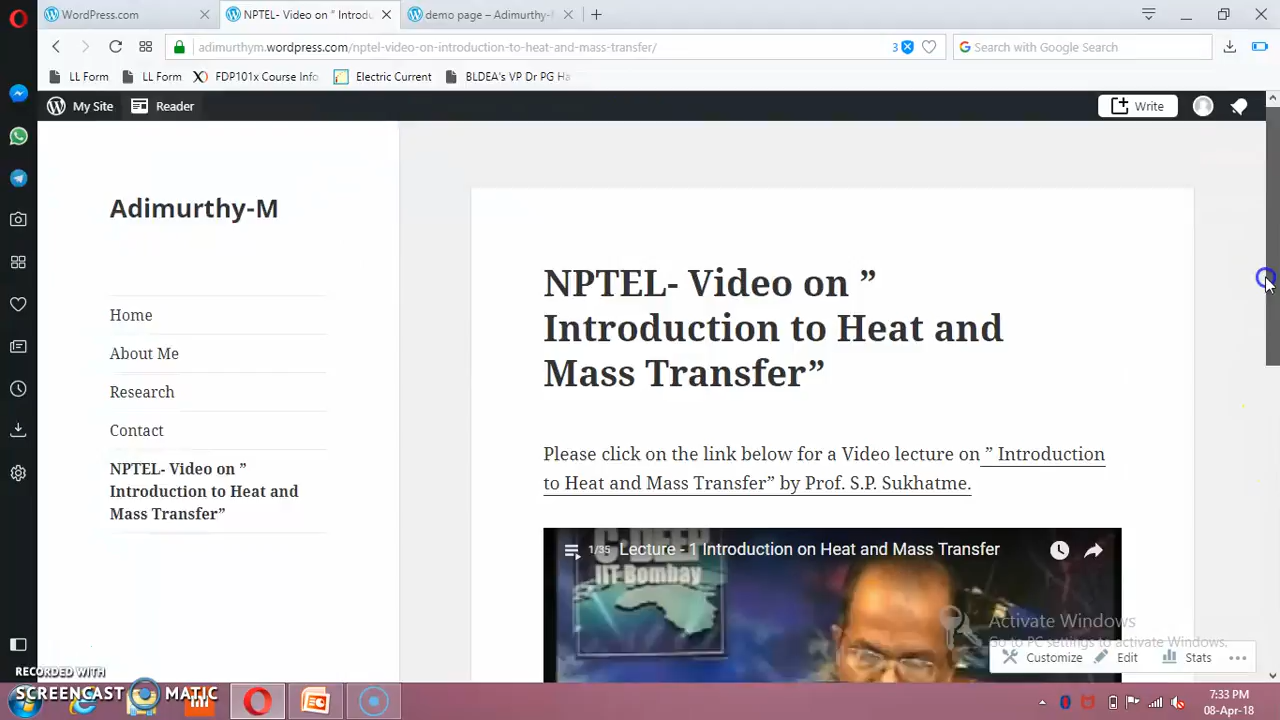 WordPress.com
NPTEL- Video on " Introdu
demo page – Adimurthy-
adimurthym.wordpress.com/nptel-video-on-introduction-to-heat-and-mass-transfer/
3
Search with Google Search
LL Form
LL Form
FDP101x Course Info
Electric Current
BLDEA's VP Dr PG Ha
My Site
Reader
Write
Adimurthy-M
Home
About Me
Research
Contact
NPTEL- Video on ”
Introduction to Heat and
Mass Transfer”
NPTEL- Video on ”
Introduction to Heat and
Mass Transfer”
Please click on the link below for a Video lecture on ” Introduction
to Heat and Mass Transfer” by Prof. S.P. Sukhatme.
1/35 Lecture - 1 Introduction on Heat and Mass Transfer
C-DEEP
IIT Bombay
Activate Windows
Go to PC settings to activate Windows.
Customize
Edit
Stats
RECORDED WITH
SCREENCAST MATIC
7:33 PM
08-Apr-18